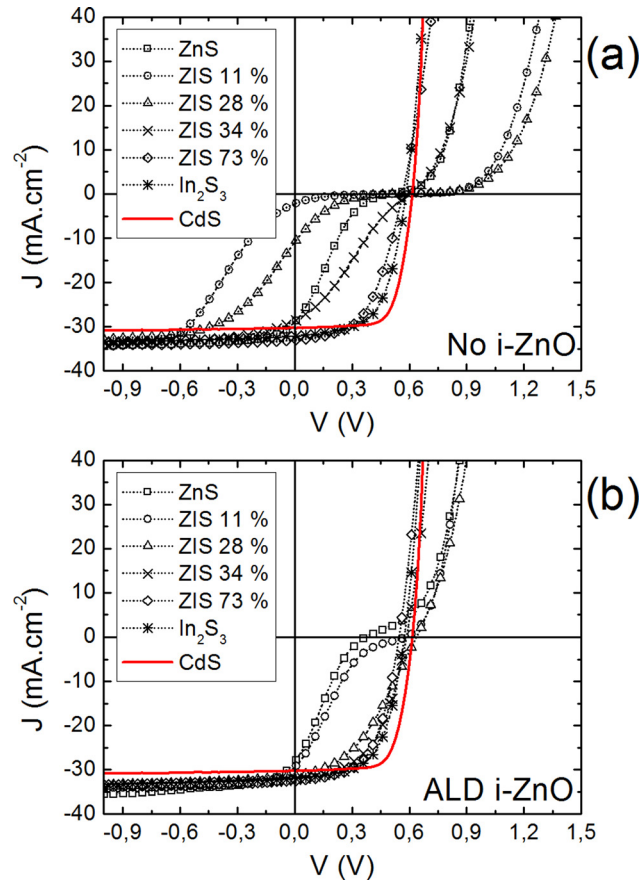 (a)
40
30
20
10
0
-10
-20
-30
-40
J (mA.cm⁻²)
ZnS
ZIS 11 %
ZIS 28 %
ZIS 34 %
ZIS 73 %
In₂S₃
CdS
No i-ZnO
-0,9 -0,6 -0,3 0,0 0,3 0,6 0,9 1,2 1,5
V (V)
(b)
40
30
20
10
0
-10
-20
-30
-40
J (mA.cm⁻²)
ZnS
ZIS 11 %
ZIS 28 %
ZIS 34 %
ZIS 73 %
In₂S₃
CdS
ALD i-ZnO
-0,9 -0,6 -0,3 0,0 0,3 0,6 0,9 1,2 1,5
V (V)